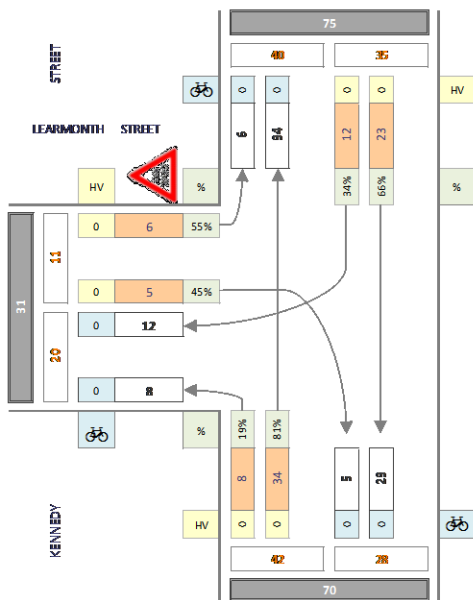 75
STREET
40 35
0 0 0 0 HV
6 34 12 23
LEARMONTH STREET
HV % 34% 66% %
0 6 55%
11
31
0 5 45%
0 12
20
0 8
% 19% 81%
8 34 5 23
KENNEDY
HV 0 0 0 0
42 28
70